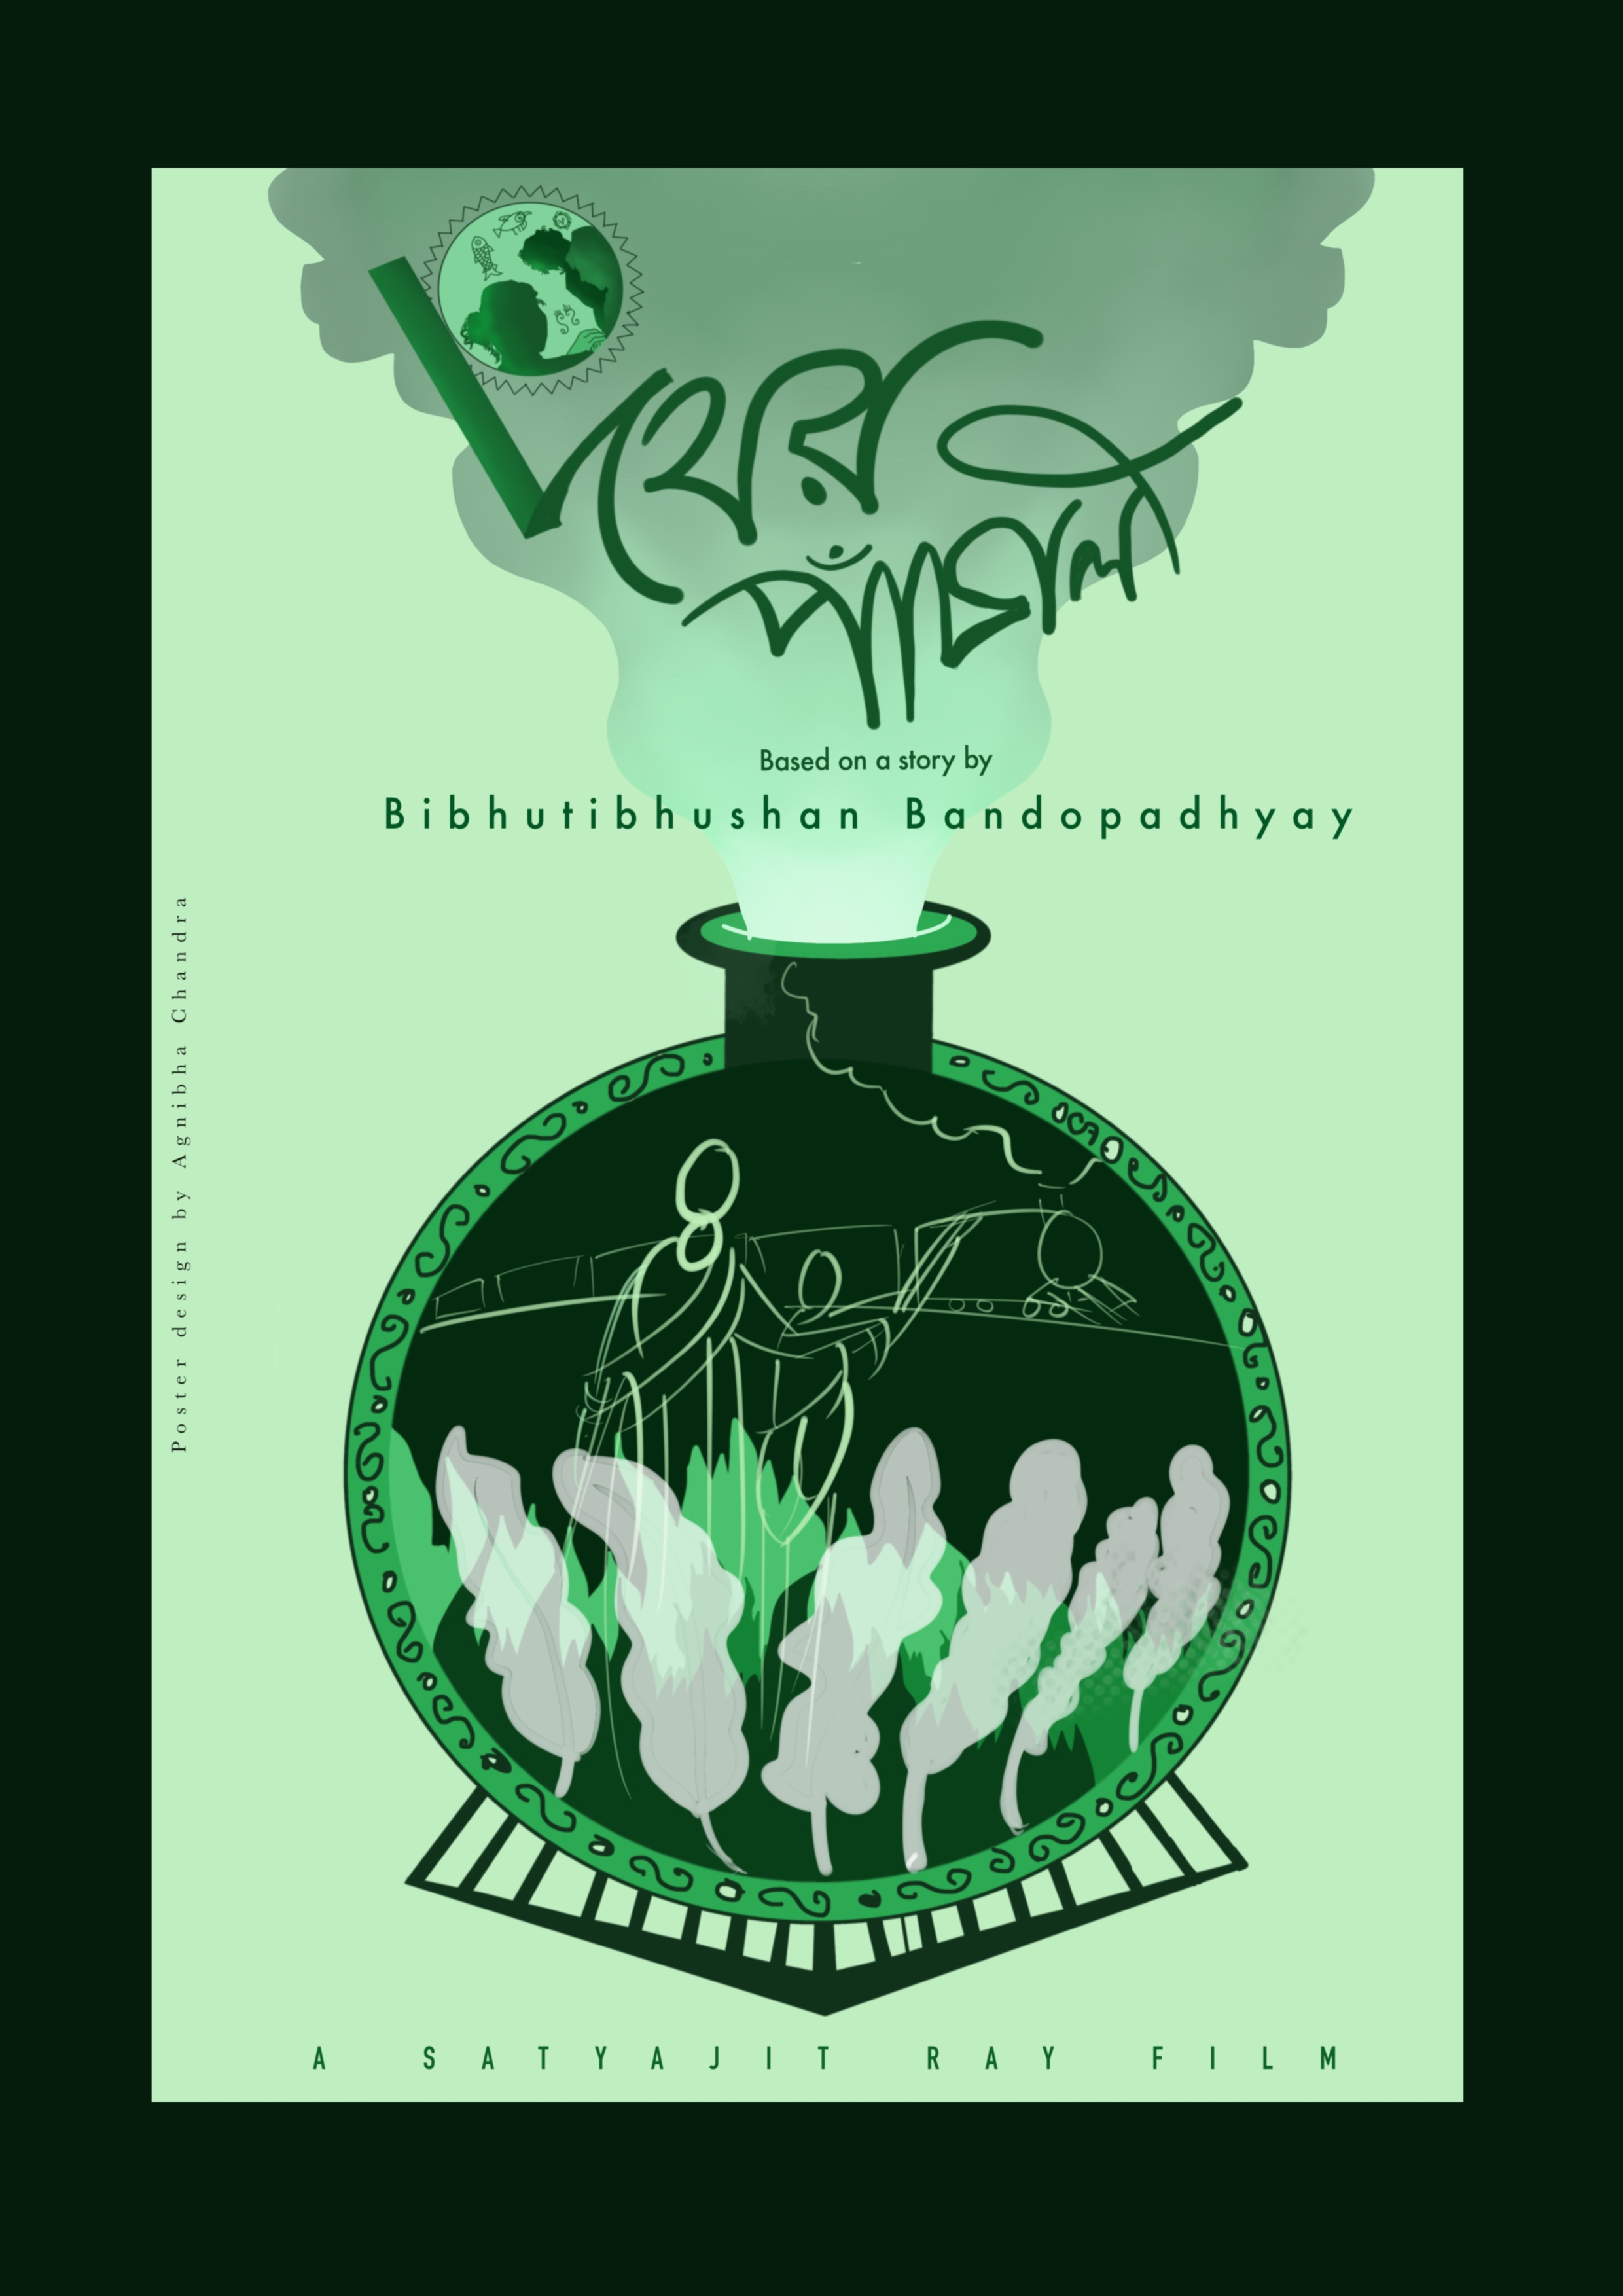 পথের
পাঁচালী
Based on a story by
Bibhutibhushan Bandopadhyay
Poster design by Agnibha Chandra
A SATYAJIT RAY FILM